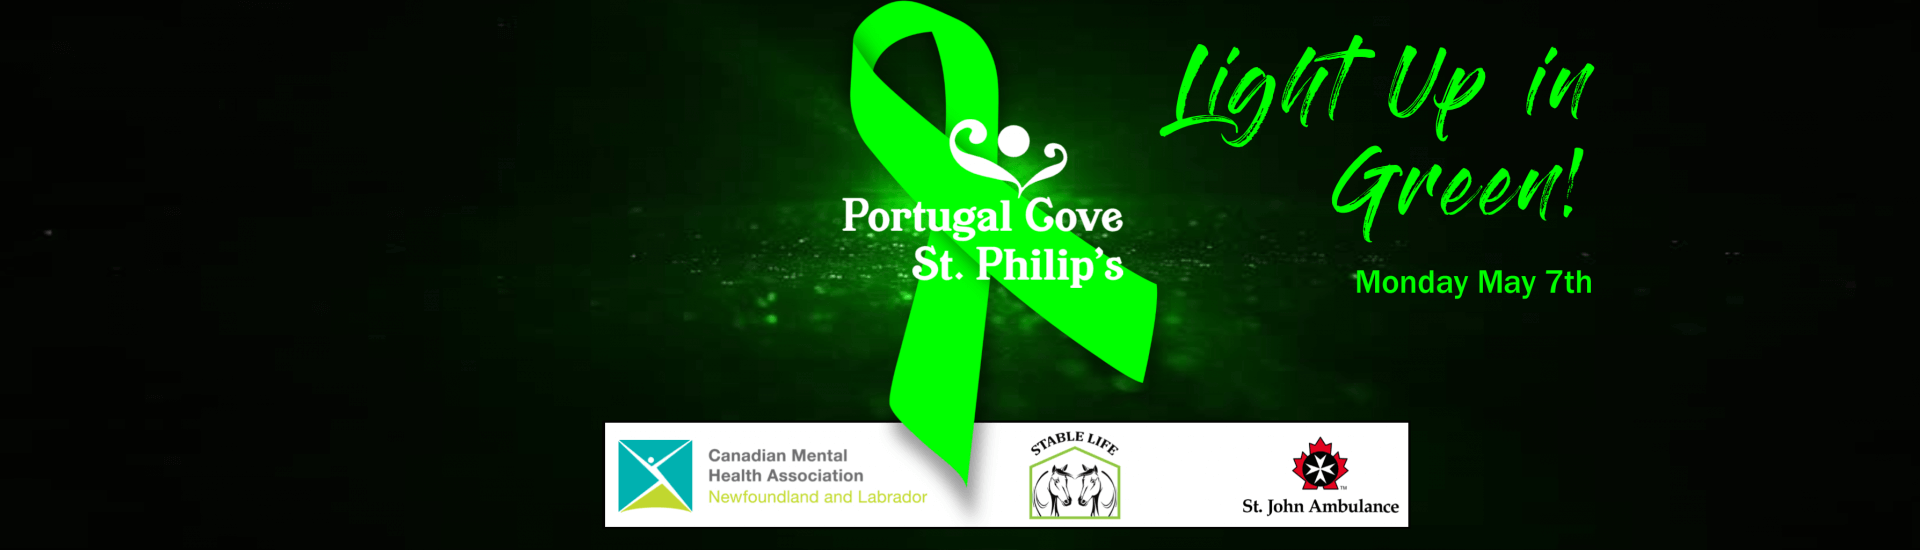 Light Up in
Green!
Portugal Cove
St. Philip's
Monday May 7th
Canadian Mental
Health Association
Newfoundland and Labrador
STABLE LIFE
TM
St. John Ambulance